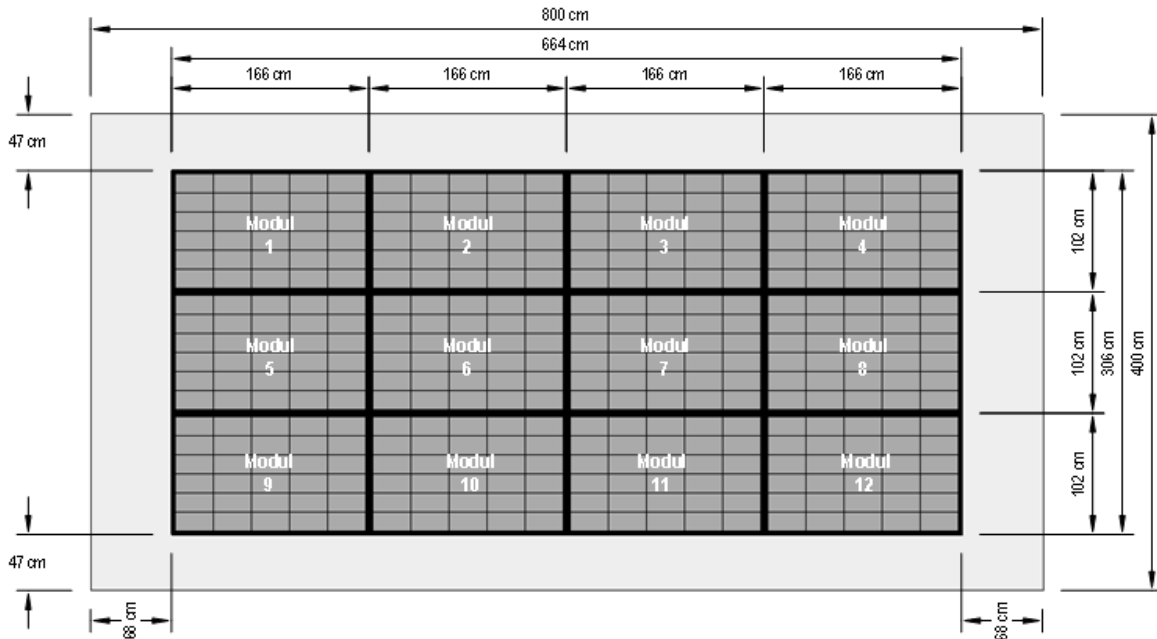 800 cm
664 cm
166 cm
166 cm
166 cm
166 cm
47 cm
Modul
1
Modul
2
Modul
3
Modul
4
102 cm
Modul
5
Modul
6
Modul
7
Modul
8
102 cm
306 cm
400 cm
Modul
9
Modul
10
Modul
11
Modul
12
102 cm
47 cm
68 cm
68 cm